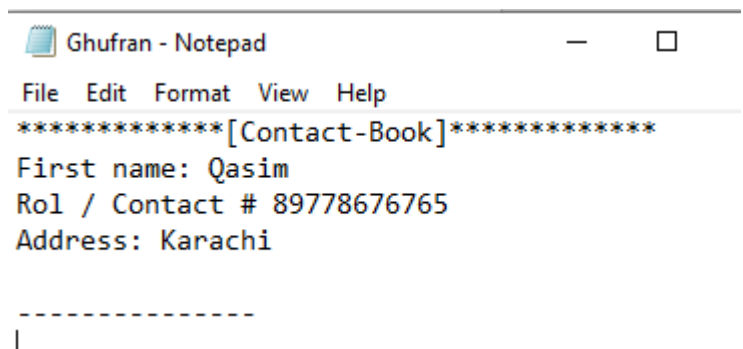 Ghufran - Notepad
File Edit Format View Help
*************[Contact-Book]*************
First name: Qasim
Rol / Contact # 89778676765
Address: Karachi
---------------